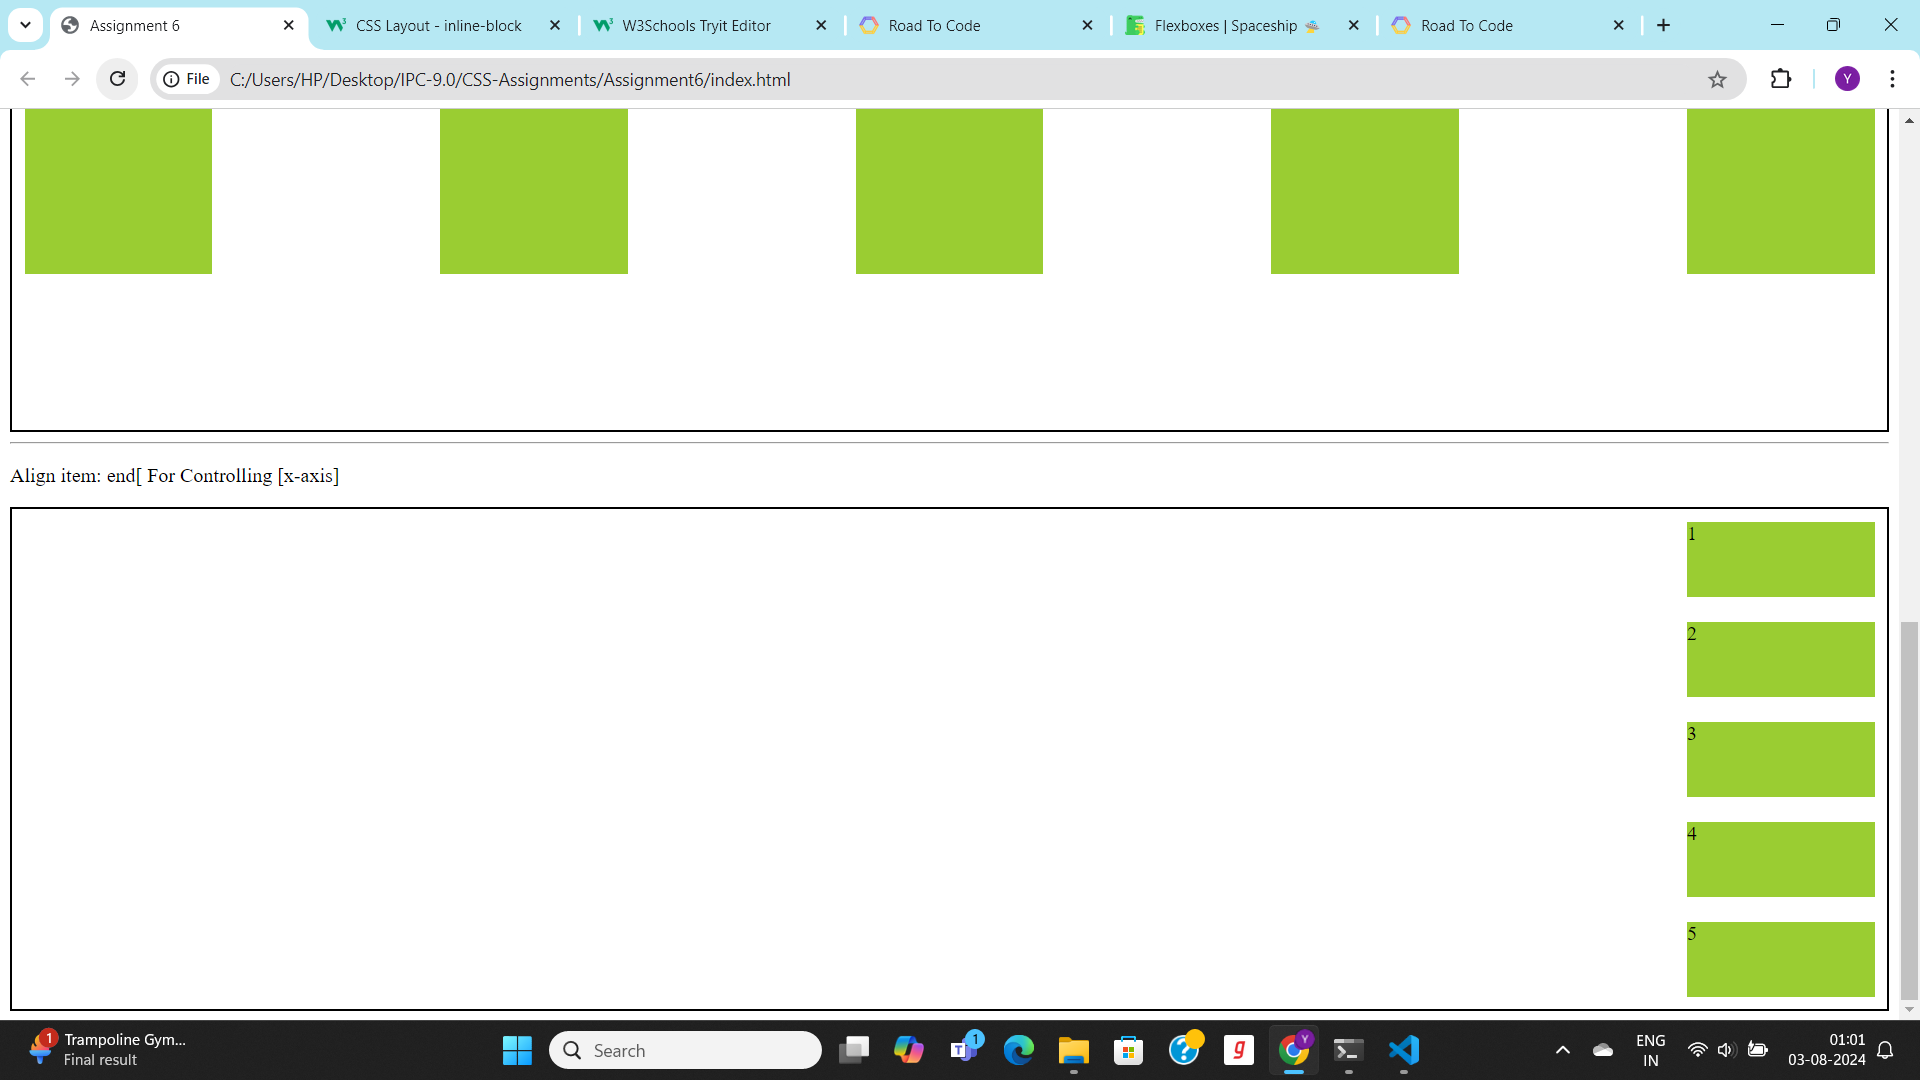 Assignment 6
CSS Layout - inline-block
W3Schools Tryit Editor
Road To Code
Flexboxes | Spaceship
Road To Code
File
C:/Users/HP/Desktop/IPC-9.0/CSS-Assignments/Assignment6/index.html
Y
Align item: end[ For Controlling [x-axis]
1
2
3
4
5
1
Trampoline Gym...
Final result
Search
T
1
?
g
Y
ENG
IN
01:01
03-08-2024